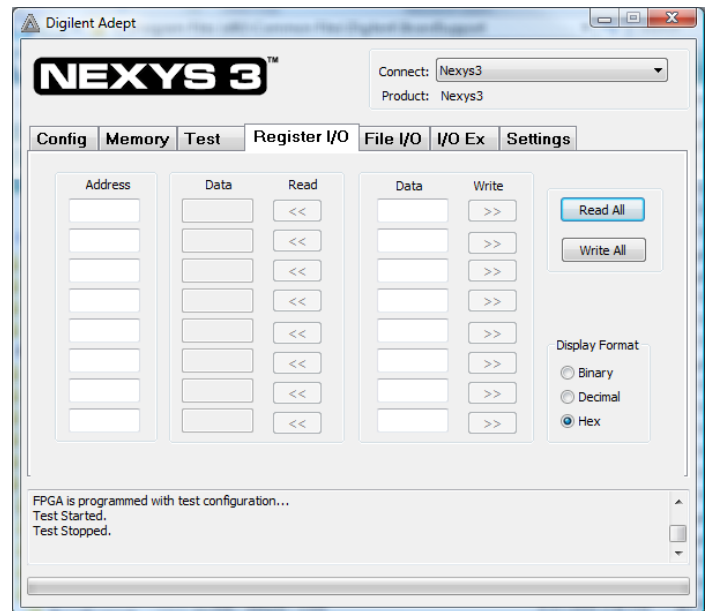 Digilent Adept
NEXYS 3™
Connect: Nexys3
Product: Nexys3
Config Memory Test Register I/O File I/O I/O Ex Settings
Address Data Read Data Write
<< >>
<< >>
<< >>
<< >>
<< >>
<< >>
<< >>
<< >>
Read All
Write All
Display Format
Binary
Decimal
Hex
FPGA is programmed with test configuration...
Test Started.
Test Stopped.